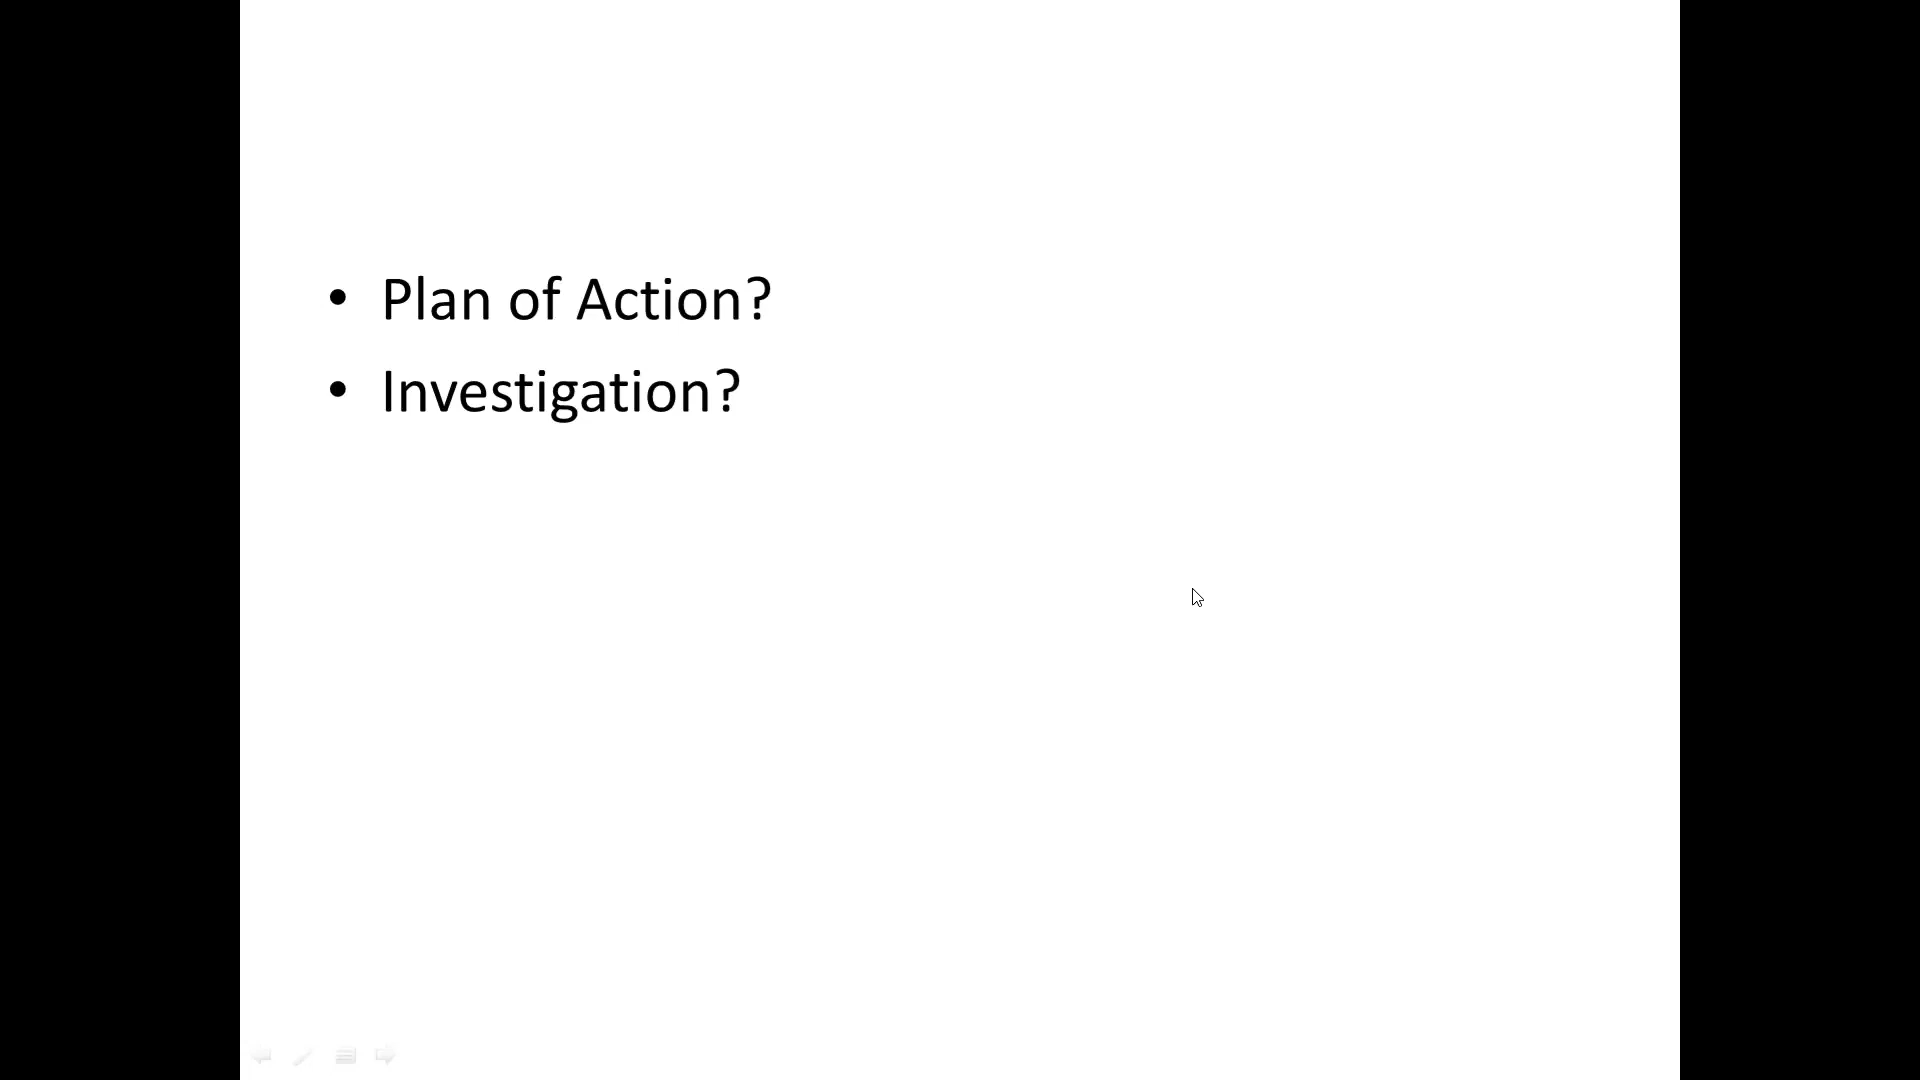 • Plan of Action?
• Investigation?